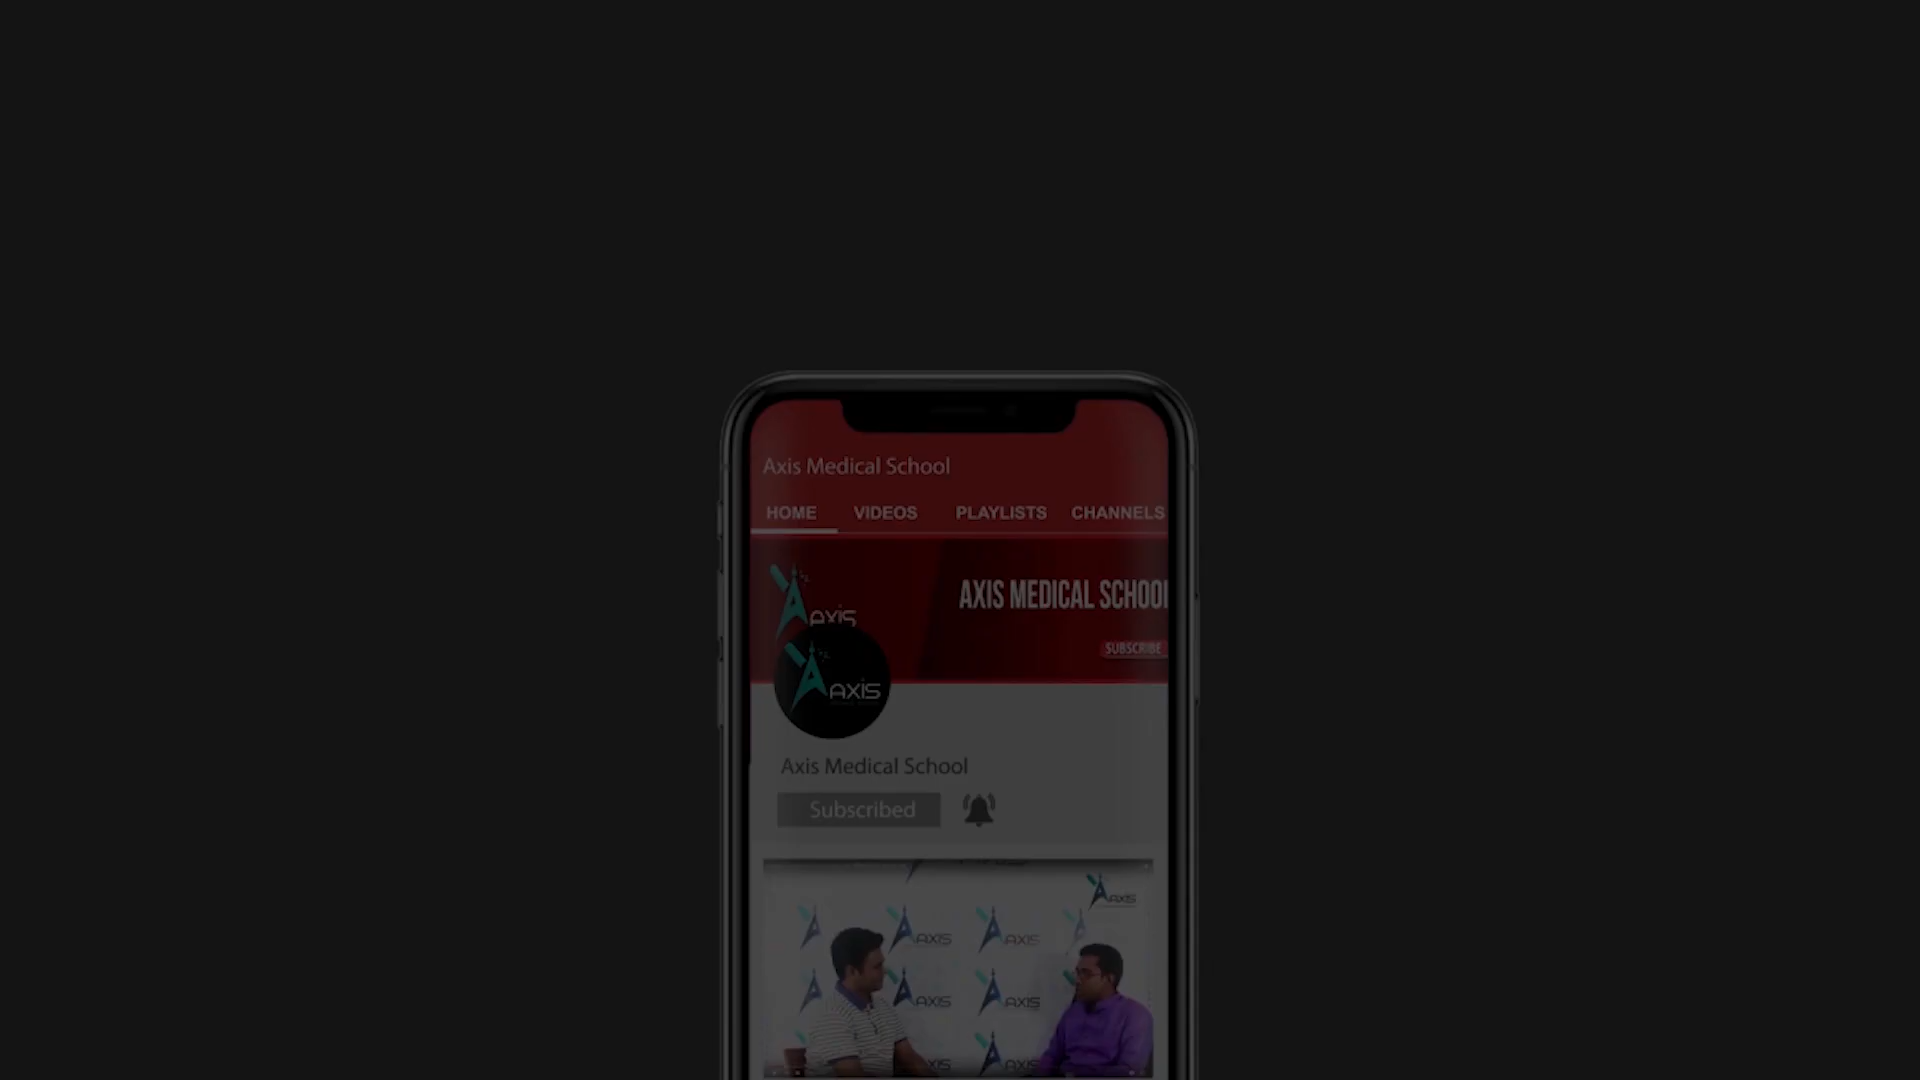 Axis Medical School
HOME VIDEOS PLAYLISTS CHANNELS
AXIS MEDICAL SCHOOL
AXIS
SUBSCRIBE
AXIS
Axis Medical School
Subscribed
AXIS
AXIS AXIS
AXIS AXIS
AXIS AXIS